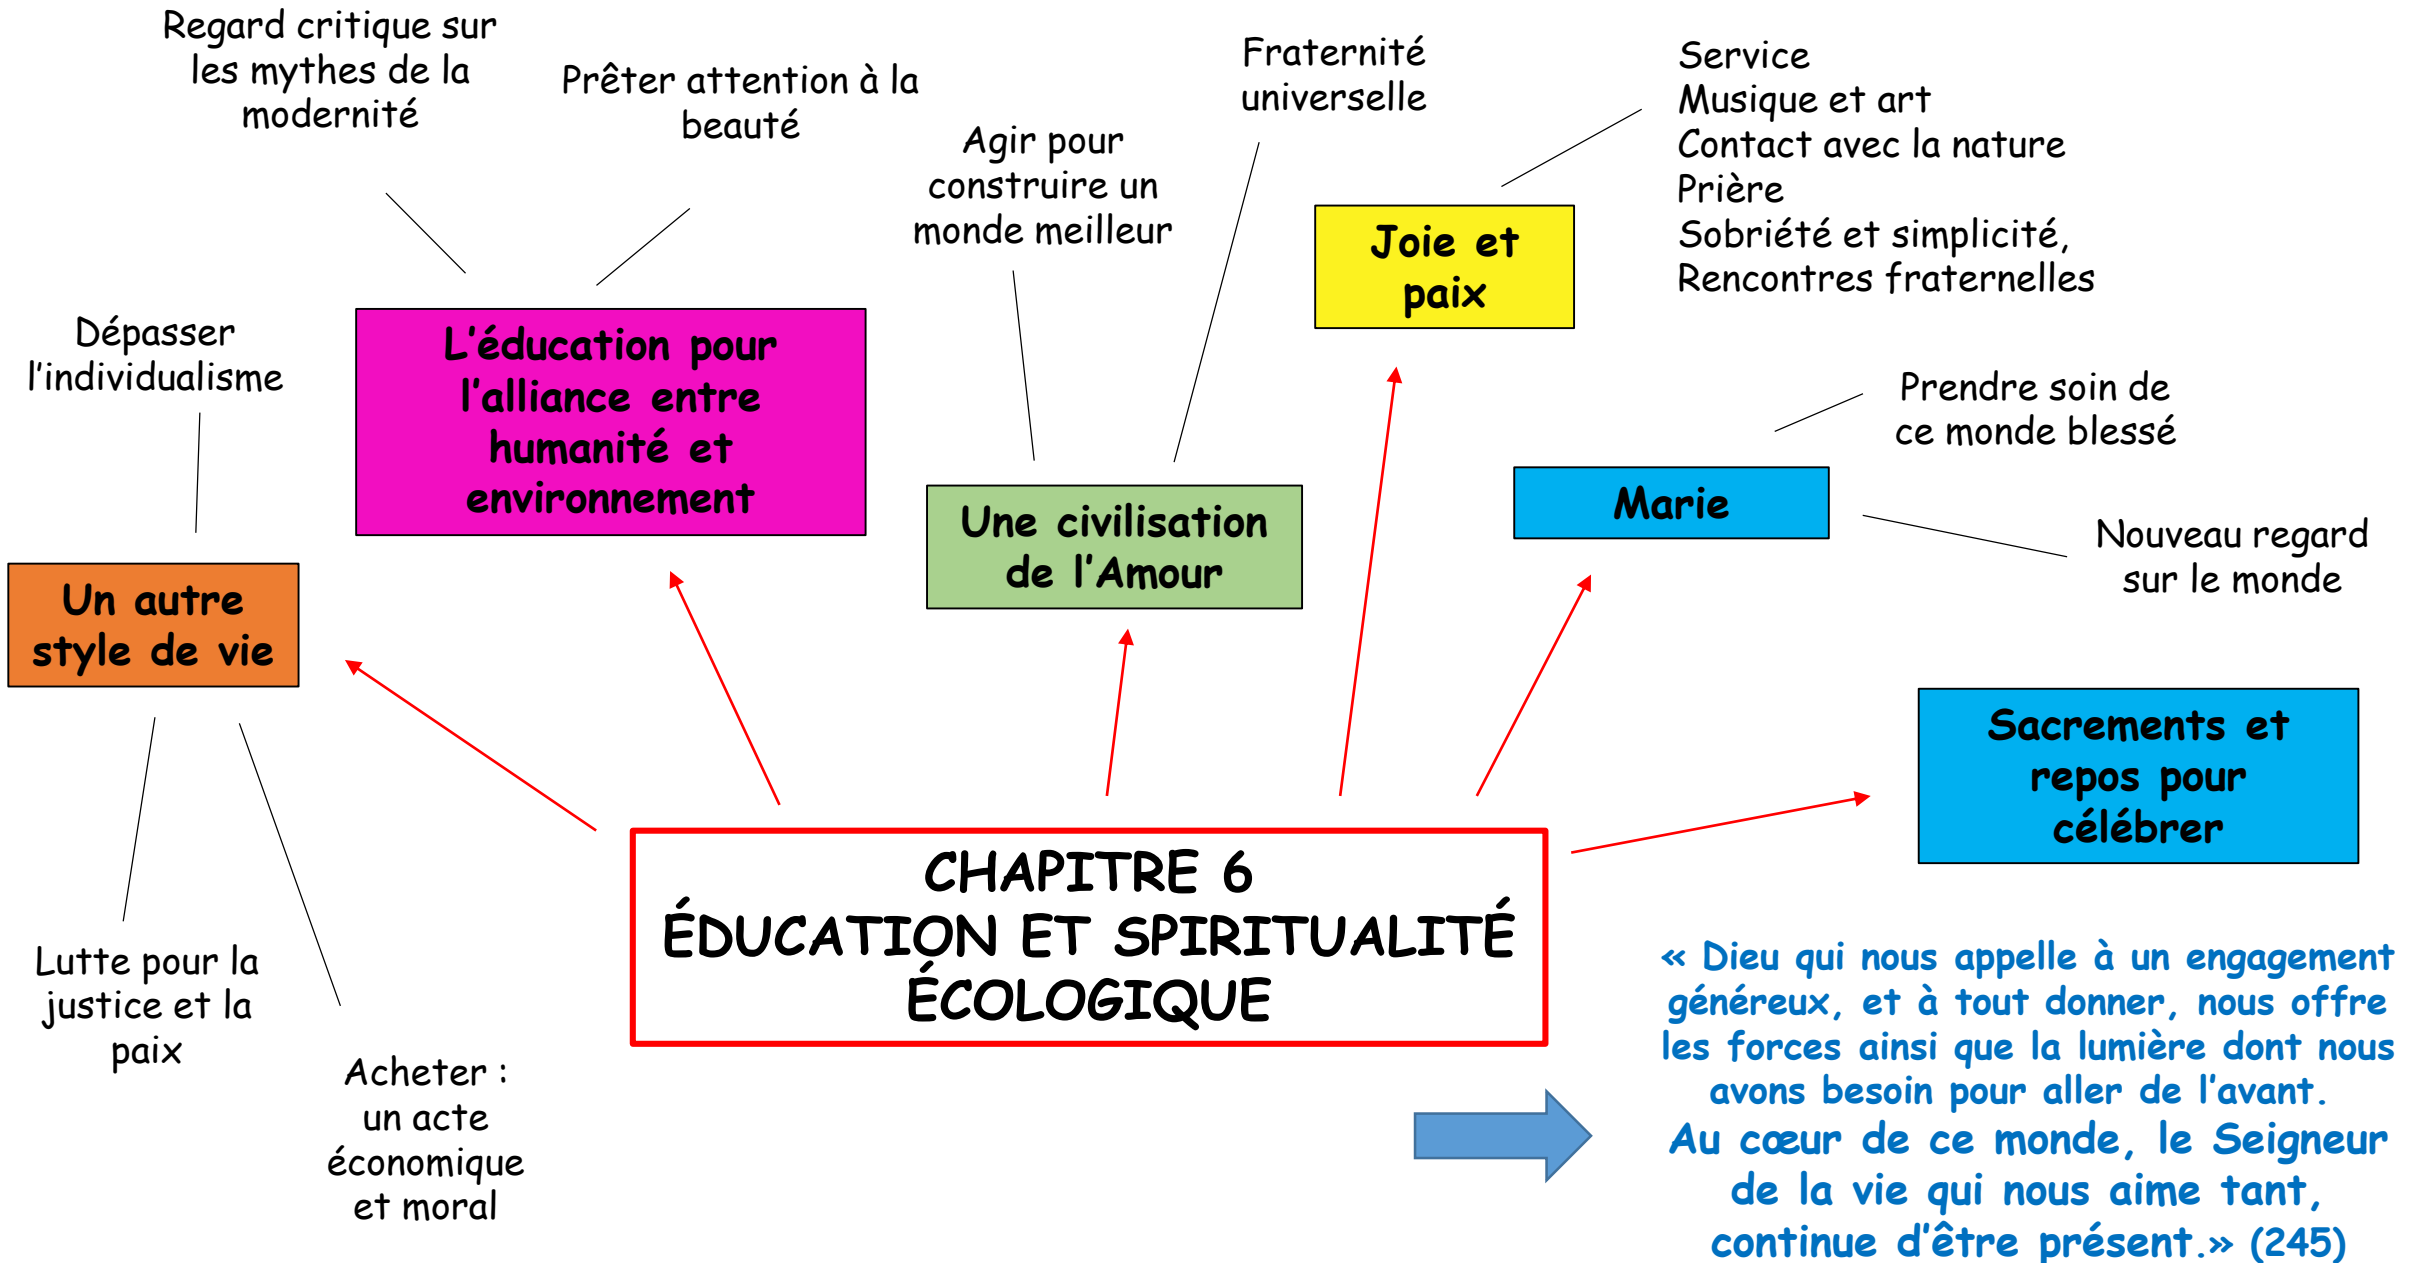 Regard critique sur
les mythes de la
modernité
Prêter attention à la
beauté
Agir pour
construire un
monde meilleur
Fraternité
universelle
Service
Musique et art
Contact avec la nature
Prière
Sobriété et simplicité,
Rencontres fraternelles
Joie et
paix
Dépasser
l'individualisme
L'éducation pour
l'alliance entre
humanité et
environnement
Prendre soin de
ce monde blessé
Une civilisation
de l'Amour
Marie
Nouveau regard
sur le monde
Un autre
style de vie
Sacrements et
repos pour
célébrer
CHAPITRE 6
ÉDUCATION ET SPIRITUALITÉ
ÉCOLOGIQUE
Lutte pour la
justice et la
paix
Acheter :
un acte
économique
et moral
« Dieu qui nous appelle à un engagement
généreux, et à tout donner, nous offre
les forces ainsi que la lumière dont nous
avons besoin pour aller de l'avant.
Au cœur de ce monde, le Seigneur
de la vie qui nous aime tant,
continue d'être présent.» (245)